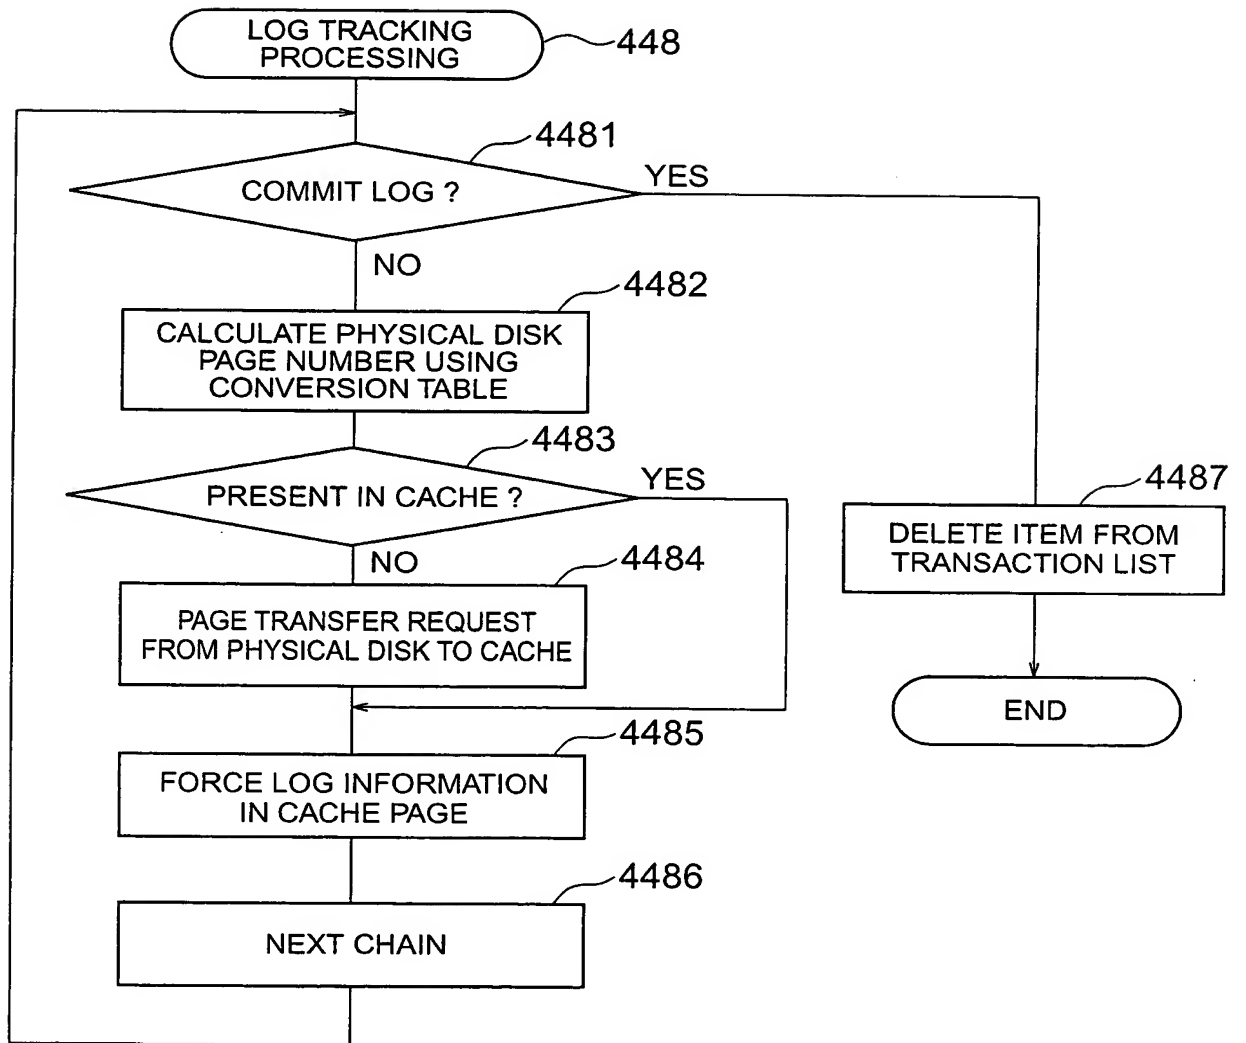 LOG TRACKING
PROCESSING
448
4481
COMMIT LOG ?
YES
NO
4482
CALCULATE PHYSICAL DISK
PAGE NUMBER USING
CONVERSION TABLE
4483
PRESENT IN CACHE ?
YES
NO
4484
PAGE TRANSFER REQUEST
FROM PHYSICAL DISK TO CACHE
4485
FORCE LOG INFORMATION
IN CACHE PAGE
4486
NEXT CHAIN
4487
DELETE ITEM FROM
TRANSACTION LIST
END